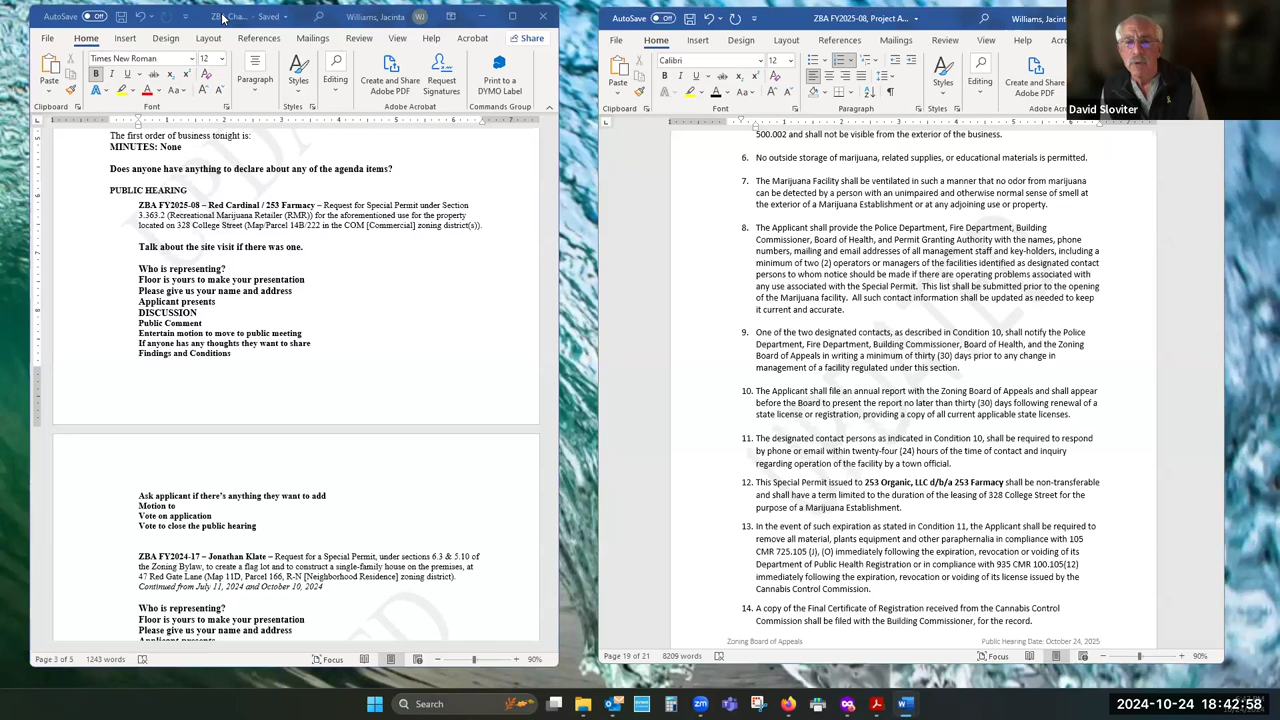 AutoSave Off ZBA Cha... - Saved Williams, Jacinta WJ
File Home Insert Draw Design Layout References Mailings Review View Help Acrobat Share
Times New Roman 12
Paste Paragraph Styles Editing Create and Share Adobe PDF Request Signatures Print to a DYMO Label
Clipboard Font Styles Adobe Acrobat Commands Group
The first order of business tonight is:
MINUTES: None
Does anyone have anything to declare about any of the agenda items?
PUBLIC HEARING
ZBA FY2025-08 – Red Cardinal / 253 Farmacy – Request for Special Permit under Section
3.363.2 (Recreational Marijuana Retailer (RMR)) for the aforementioned use for the property
located on 328 College Street (Map/Parcel 14B/222 in the COM [Commercial] zoning district(s)).
Talk about the site visit if there was one.
Who is representing?
Floor is yours to make your presentation
Please give us your name and address
Applicant presents
DISCUSSION
Public Comment
Entertain motion to move to public meeting
If anyone has any thoughts they want to share
Findings and Conditions
Ask applicant if there's anything they want to add
Motion to
Vote on application
Vote to close the public hearing
ZBA FY2024-17 – Jonathan Klate – Request for a Special Permit, under sections 6.3 & 5.10 of
the Zoning Bylaw, to create a flag lot and to construct a single-family house on the premises, at
47 Red Gate Lane (Map 11D, Parcel 166, R-N [Neighborhood Residence] zoning district).
Continued from July 11, 2024 and October 10, 2024
Who is representing?
Floor is yours to make your presentation
Please give us your name and address
Applicant presents
Page 3 of 5 1243 words Focus 90%
AutoSave Off ZBA FY2025-08, Project A... Williams, Jacinta
File Home Insert Draw Design Layout References Mailings Review View Help
Calibri 12
Paste Styles Editing Create and Share Adobe PDF
Clipboard Font Paragraph Styles Adobe
David Sloviter
500.002 and shall not be visible from the exterior of the business.
6. No outside storage of marijuana, related supplies, or educational materials is permitted.
7. The Marijuana Facility shall be ventilated in such a manner that no odor from marijuana
can be detected by a person with an unimpaired and otherwise normal sense of smell at
the exterior of a Marijuana Establishment or at any adjoining use or property.
8. The Applicant shall provide the Police Department, Fire Department, Building
Commissioner, Board of Health, and Permit Granting Authority with the names, phone
numbers, mailing and email addresses of all management staff and key-holders, including a
minimum of two (2) operators or managers of the facilities identified as designated contact
persons to whom notice should be made if there are operating problems associated with
any use associated with the Special Permit. This list shall be submitted prior to the opening
of the Marijuana facility. All such contact information shall be updated as needed to keep
it current and accurate.
9. One of the two designated contacts, as described in Condition 10, shall notify the Police
Department, Fire Department, Building Commissioner, Board of Health, and the Zoning
Board of Appeals in writing a minimum of thirty (30) days prior to any change in
management of a facility regulated under this section.
10. The Applicant shall file an annual report with the Zoning Board of Appeals and shall appear
before the Board to present the report no later than thirty (30) days following renewal of a
state license or registration, providing a copy of all current applicable state licenses.
11. The designated contact persons as indicated in Condition 10, shall be required to respond
by phone or email within twenty-four (24) hours of the time of contact and inquiry
regarding operation of the facility by a town official.
12. This Special Permit issued to 253 Organic, LLC d/b/a 253 Farmacy shall be non-transferable
and shall have a term limited to the duration of the leasing of 328 College Street for the
purpose of a Marijuana Establishment.
13. In the event of such expiration as stated in Condition 11, the Applicant shall be required to
remove all material, plants equipment and other paraphernalia in compliance with 105
CMR 725.105 (J), (O) immediately following the expiration, revocation or voiding of its
Department of Public Health Registration or in compliance with 935 CMR 100.105(12)
immediately following the expiration, revocation or voiding of its license issued by the
Cannabis Control Commission.
14. A copy of the Final Certificate of Registration received from the Cannabis Control
Commission shall be filed with the Building Commissioner, for the record.
Zoning Board of Appeals Public Hearing Date: October 24, 2025
Page 19 of 21 8209 words Focus 90%
Search
2024-10-24 18:42:58